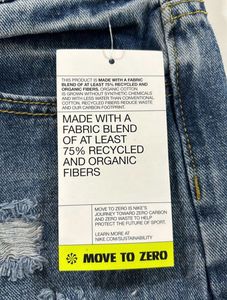 THIS PRODUCT IS MADE WITH A FABRIC
BLEND OF AT LEAST 75% RECYCLED AND
ORGANIC FIBERS. ORGANIC COTTON
IS GROWN WITHOUT SYNTHETIC CHEMICALS
AND WITH LESS WATER THAN CONVENTIONAL
COTTON. RECYCLED FIBERS REDUCE WASTE
AND OUR CARBON FOOTPRINT.
MADE WITH A
FABRIC BLEND
OF AT LEAST
75% RECYCLED
AND ORGANIC
FIBERS
MOVE TO ZERO IS NIKE'S
JOURNEY TOWARD ZERO CARBON
AND ZERO WASTE TO HELP
PROTECT THE FUTURE OF SPORT.
LEARN MORE AT
NIKE.COM/SUSTAINABILITY
MOVE TO ZERO